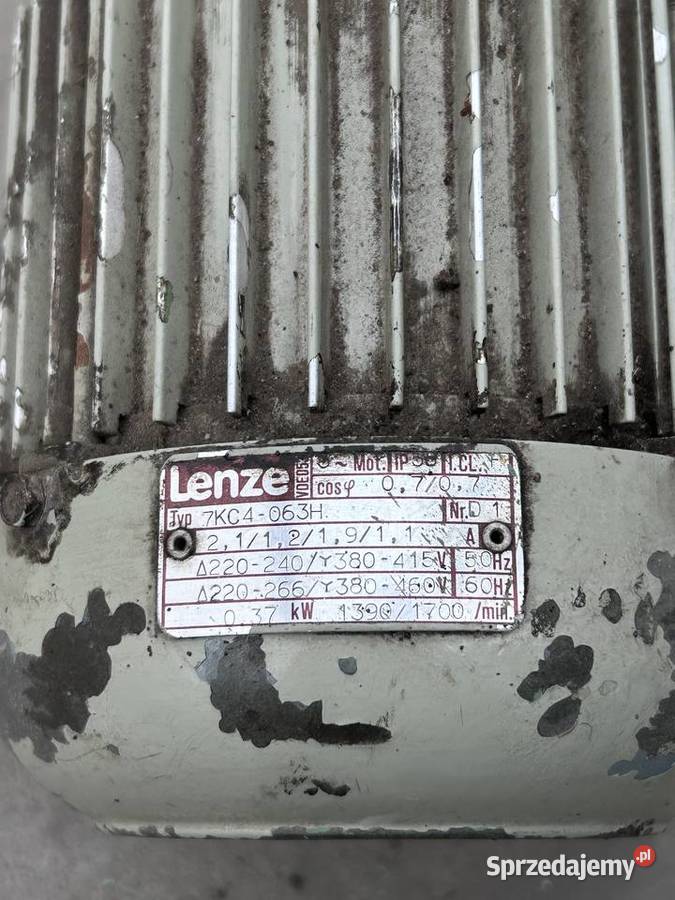 Lenze VDE0530
3~ Mot. IP 55 I.CL. F
cosφ 0,7/0,7
Typ 7KC4-063H Nr. D 1
2,1/1,2/1,9/1,1 A
Δ220-240/Y380-415V 50Hz
Δ220-266/Y380-460V 60Hz
0,37 kW 1390/1700 /min
Sprzedajemy.pl